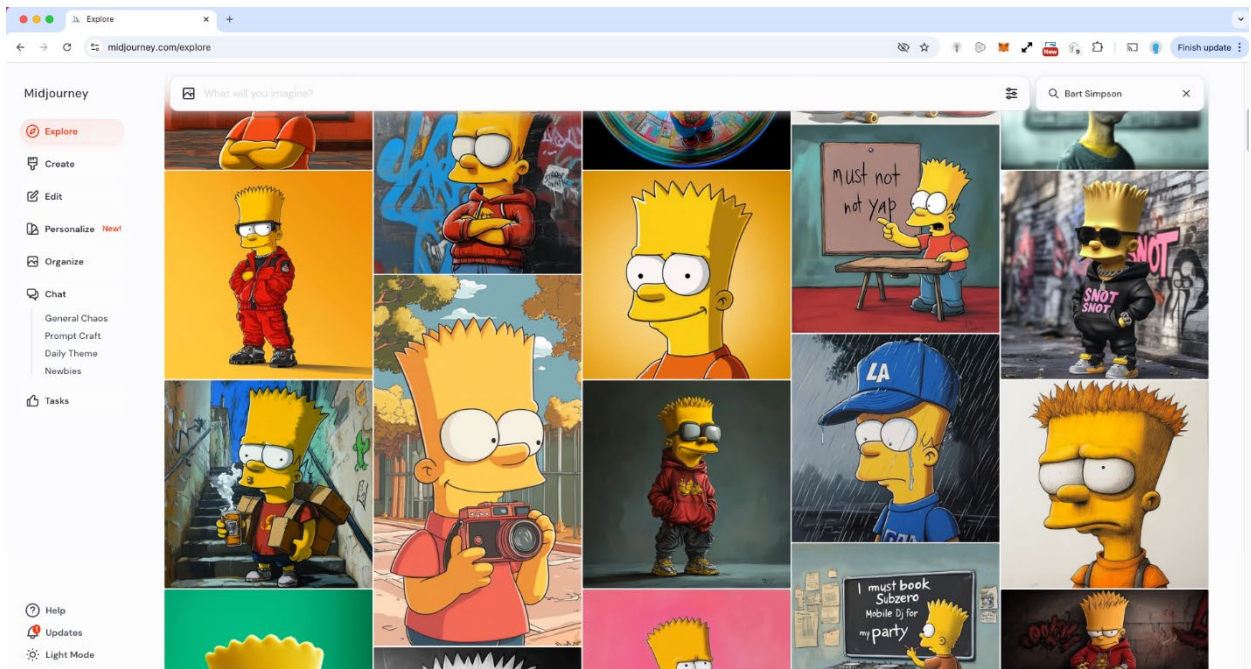 Explore
midjourney.com/explore
New
Finish update
Midjourney
What will you imagine?
Bart Simpson
Explore
Create
Edit
Personalize New!
Organize
Chat
General Chaos
Prompt Craft
Daily Theme
Newbies
Tasks
Help
Updates
Light Mode
must not
not yap
SNOT
SNOT
SNOT
LA
I must book
Subzero
Mobile Dj for
my party